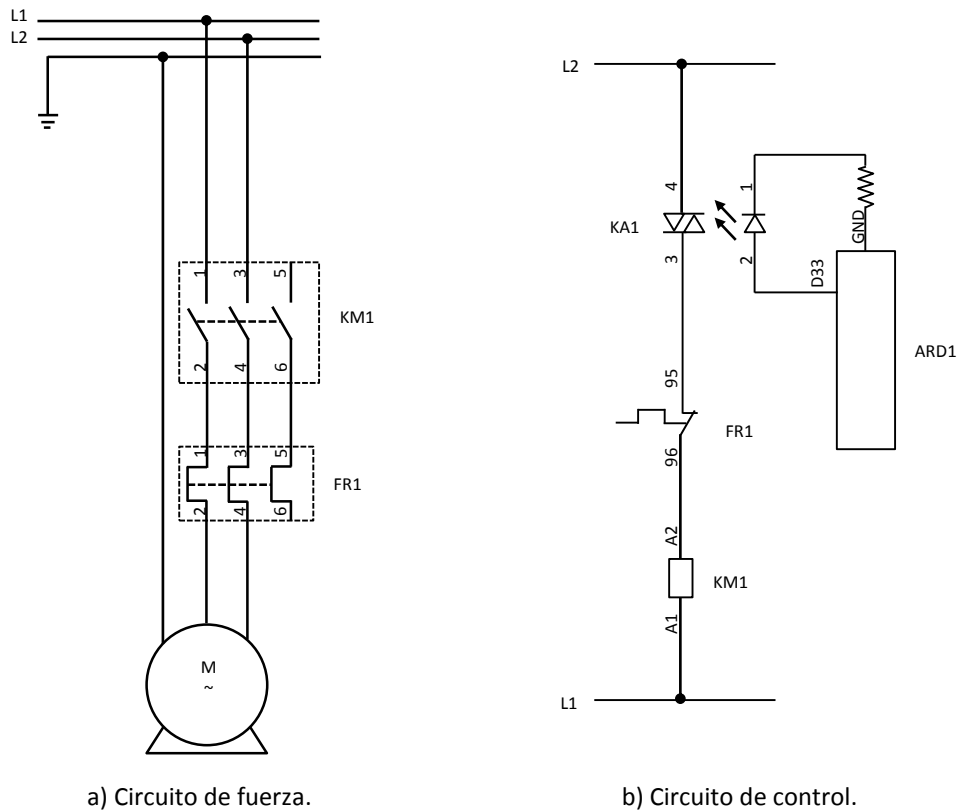 L1
L2
1
3
5
KM1
2
4
6
1
3
5
FR1
2
4
6
M
~
a) Circuito de fuerza.
L2
4
KA1
3
1
2
GND
D33
ARD1
95
FR1
96
A2
KM1
A1
L1
b) Circuito de control.